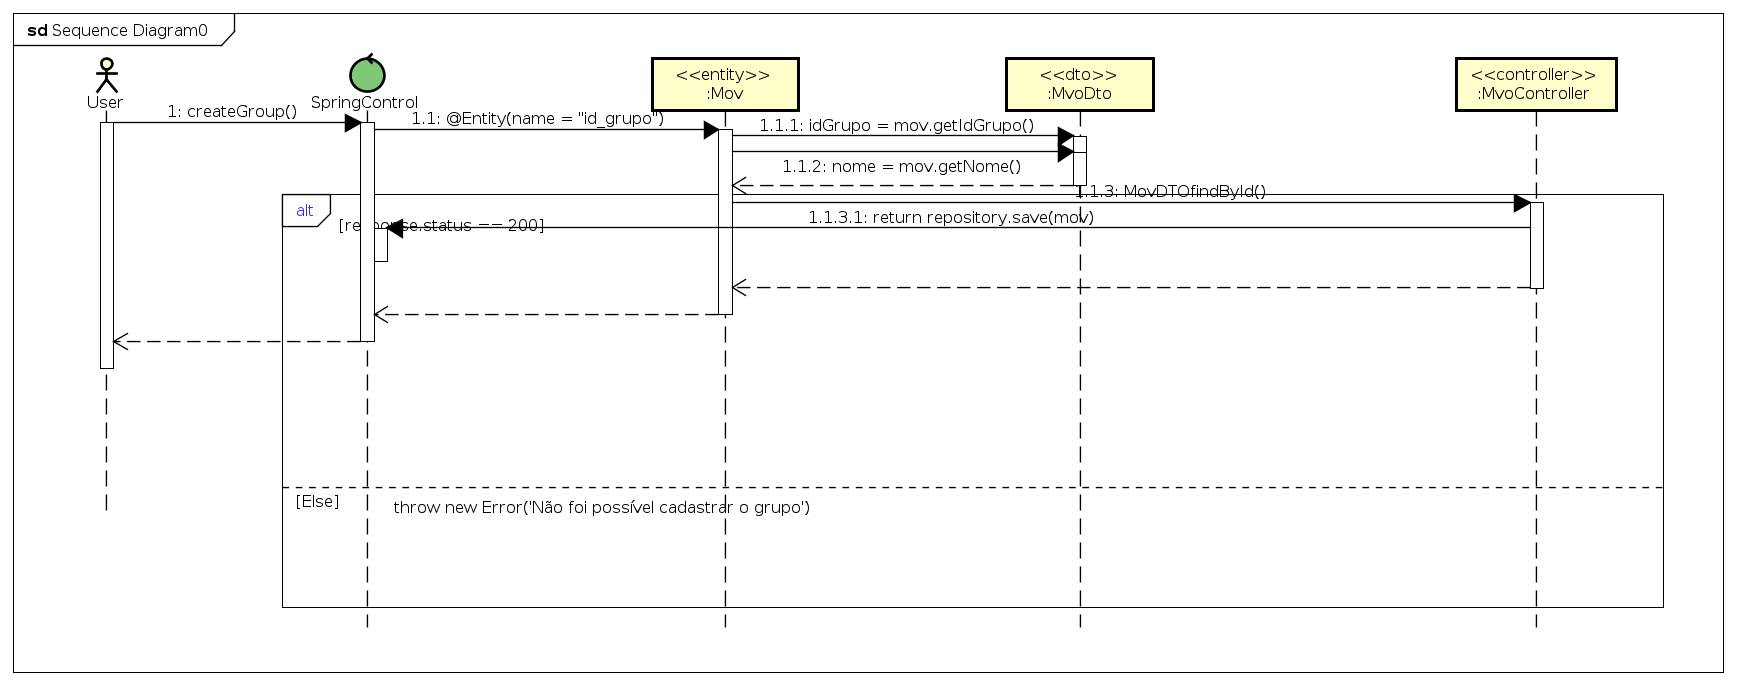 sd Sequence Diagram0
<<entity>>
:Mov
<<dto>>
:MvoDto
<<controller>>
:MvoController
User
SpringControl
1: createGroup()
1.1: @Entity(name = "id_grupo")
1.1.1: idGrupo = mov.getIdGrupo()
1.1.2: nome = mov.getNome()
1.1.3: MovDTOfindById()
alt
[response.status == 200]
1.1.3.1: return repository.save(mov)
[Else]
throw new Error('Não foi possível cadastrar o grupo')